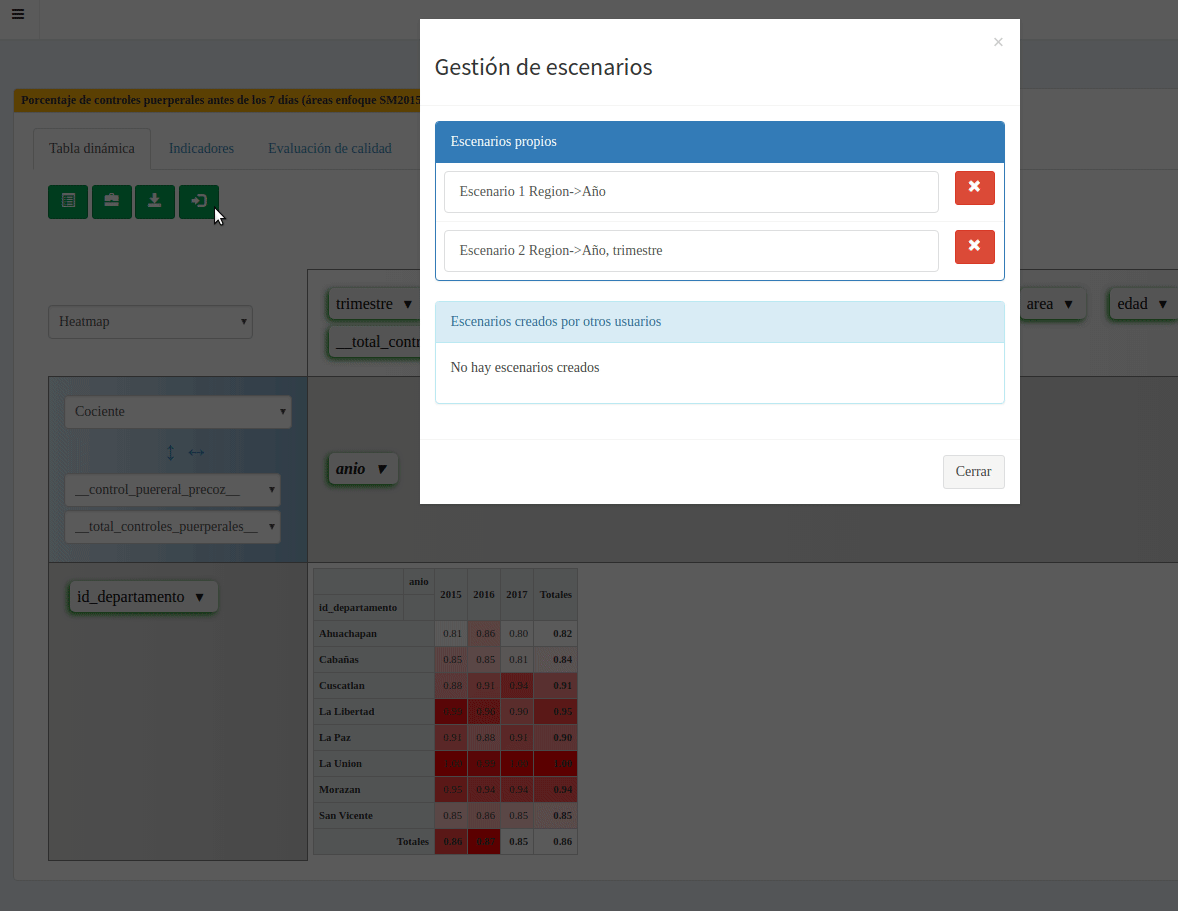 Porcentaje de controles puerperales antes de los 7 días (áreas enfoque SM2015
Tabla dinámica Indicadores Evaluación de calidad
×
Gestión de escenarios
Escenarios propios
Escenario 1 Region->Año
Escenario 2 Region->Año, trimestre
Escenarios creados por otros usuarios
No hay escenarios creados
Cerrar
Heatmap
trimestre
__total_contr
area
edad
Cociente
__control_puereral_precoz__
__total_controles_puerperales__
anio
id_departamento
anio 2015 2016 2017 Totales
id_departamento
Ahuachapan 0.81 0.86 0.80 0.82
Cabañas 0.85 0.85 0.81 0.84
Cuscatlan 0.88 0.91 0.94 0.91
La Libertad 0.96 0.90 0.95
La Paz 0.91 0.88 0.91 0.90
La Union 1.00
Morazan 0.95 0.94 0.94 0.94
San Vicente 0.85 0.86 0.85 0.85
Totales 0.86 0.85 0.86